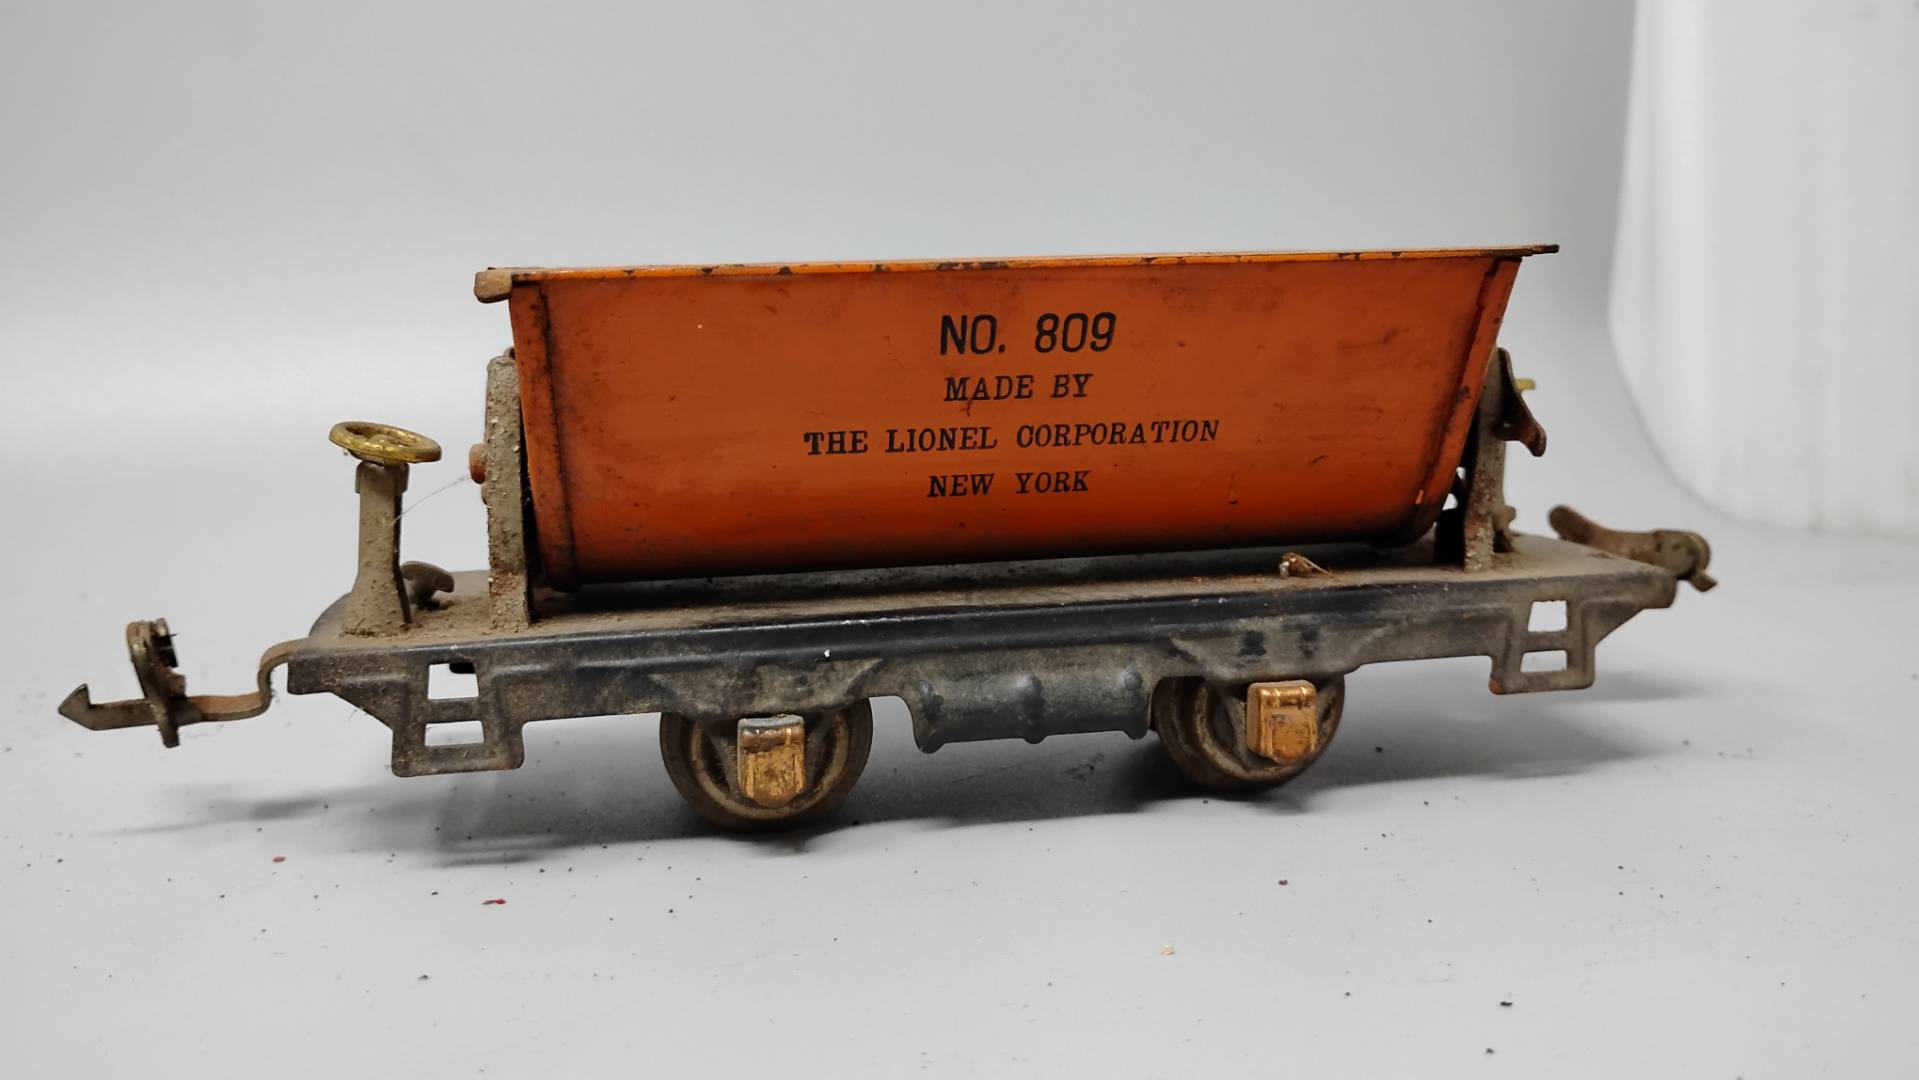 NO. 809
MADE BY
THE LIONEL CORPORATION
NEW YORK